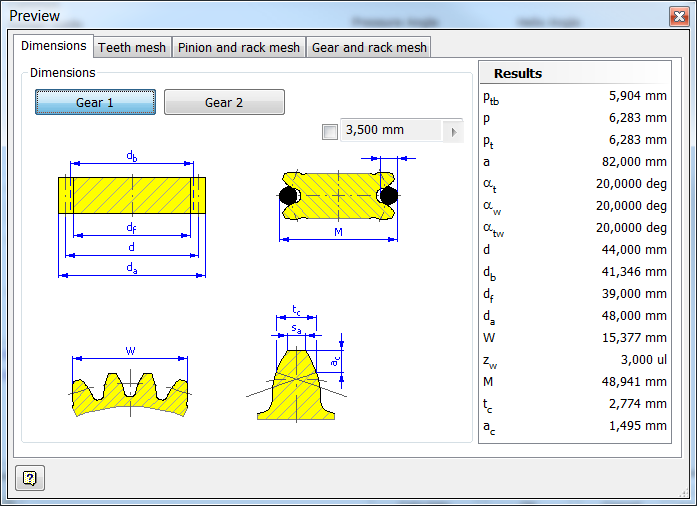 Preview
Pressure Angle Helix Angle
Dimensions Teeth mesh Pinion and rack mesh Gear and rack mesh
Dimensions
Gear 1 Gear 2
3,500 mm
db
df
d
da
M
W
tc
sa
ac
Results
ptb 5,904 mm
p 6,283 mm
pt 6,283 mm
a 82,000 mm
αt 20,0000 deg
αw 20,0000 deg
αtw 20,0000 deg
d 44,000 mm
db 41,346 mm
df 39,000 mm
da 48,000 mm
W 15,377 mm
zw 3,000 ul
M 48,941 mm
tc 2,774 mm
ac 1,495 mm